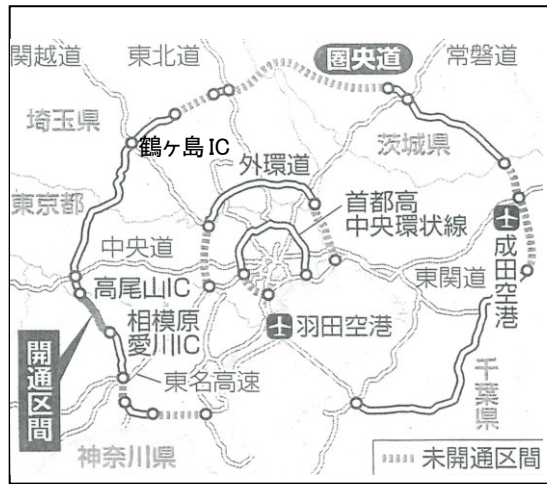 関越道
東北道
圏央道
常磐道
埼玉県
鶴ヶ島IC
外環道
茨城県
東京都
首都高
中央環状線
中央道
成田空港
高尾山IC
東関道
相模原
愛川IC
羽田空港
開通区間
東名高速
千葉県
神奈川県
未開通区間